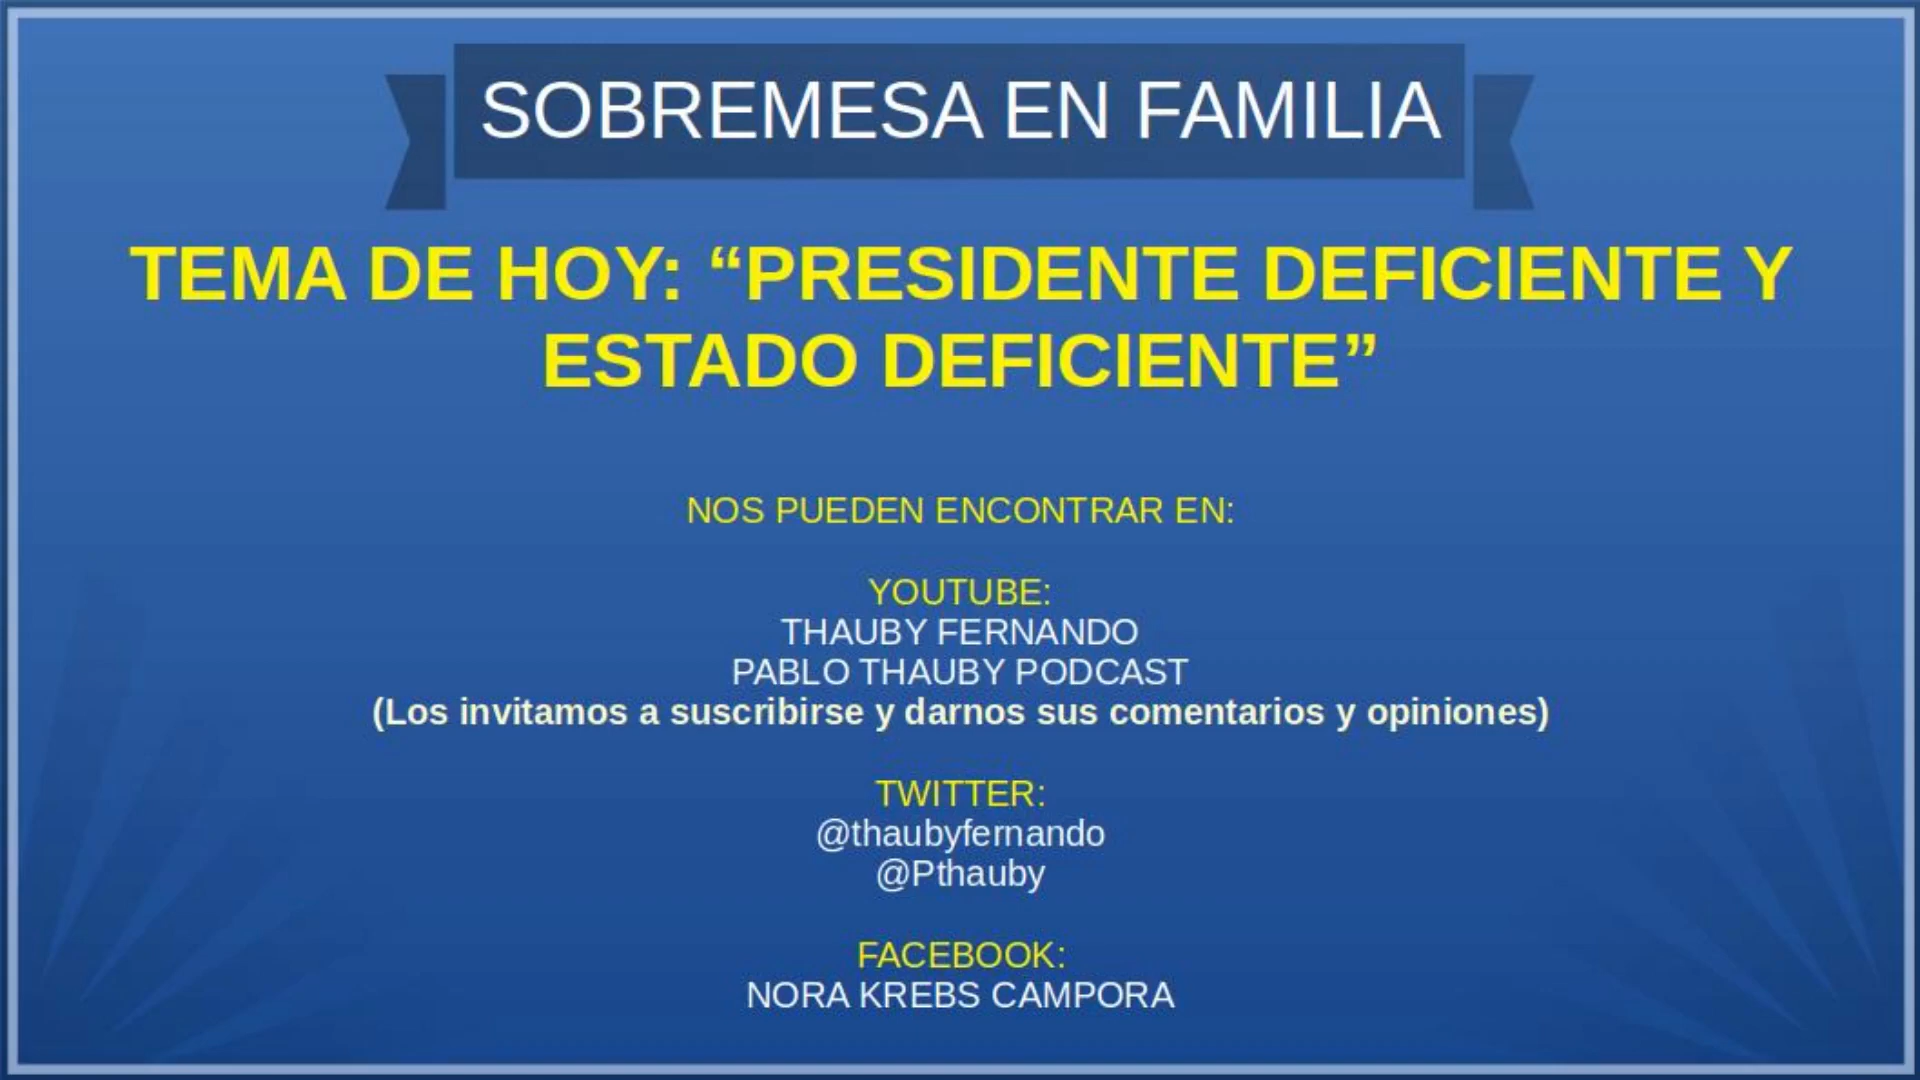 SOBREMESA EN FAMILIA
TEMA DE HOY: “PRESIDENTE DEFICIENTE Y
ESTADO DEFICIENTE”
NOS PUEDEN ENCONTRAR EN:
YOUTUBE:
THAUBY FERNANDO
PABLO THAUBY PODCAST
(Los invitamos a suscribirse y darnos sus comentarios y opiniones)
TWITTER:
@thaubyfernando
@Pthauby
FACEBOOK:
NORA KREBS CAMPORA